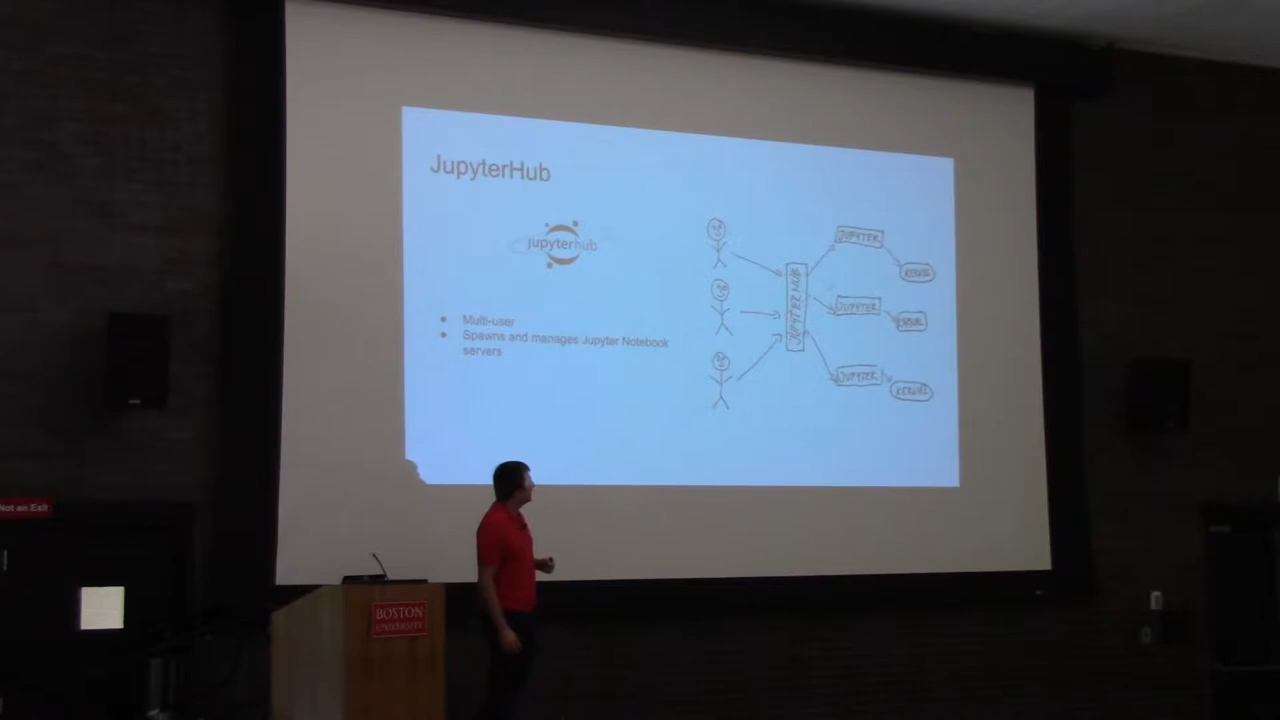 JupyterHub
jupyterhub
Multi-user
Spawns and manages Jupyter Notebook
servers
JUPYTER HUB
JUPYTER
KERNEL
JUPYTER
KERNEL
JUPYTER
KERNEL
Not an Exit
BOSTON
UNIVERSITY